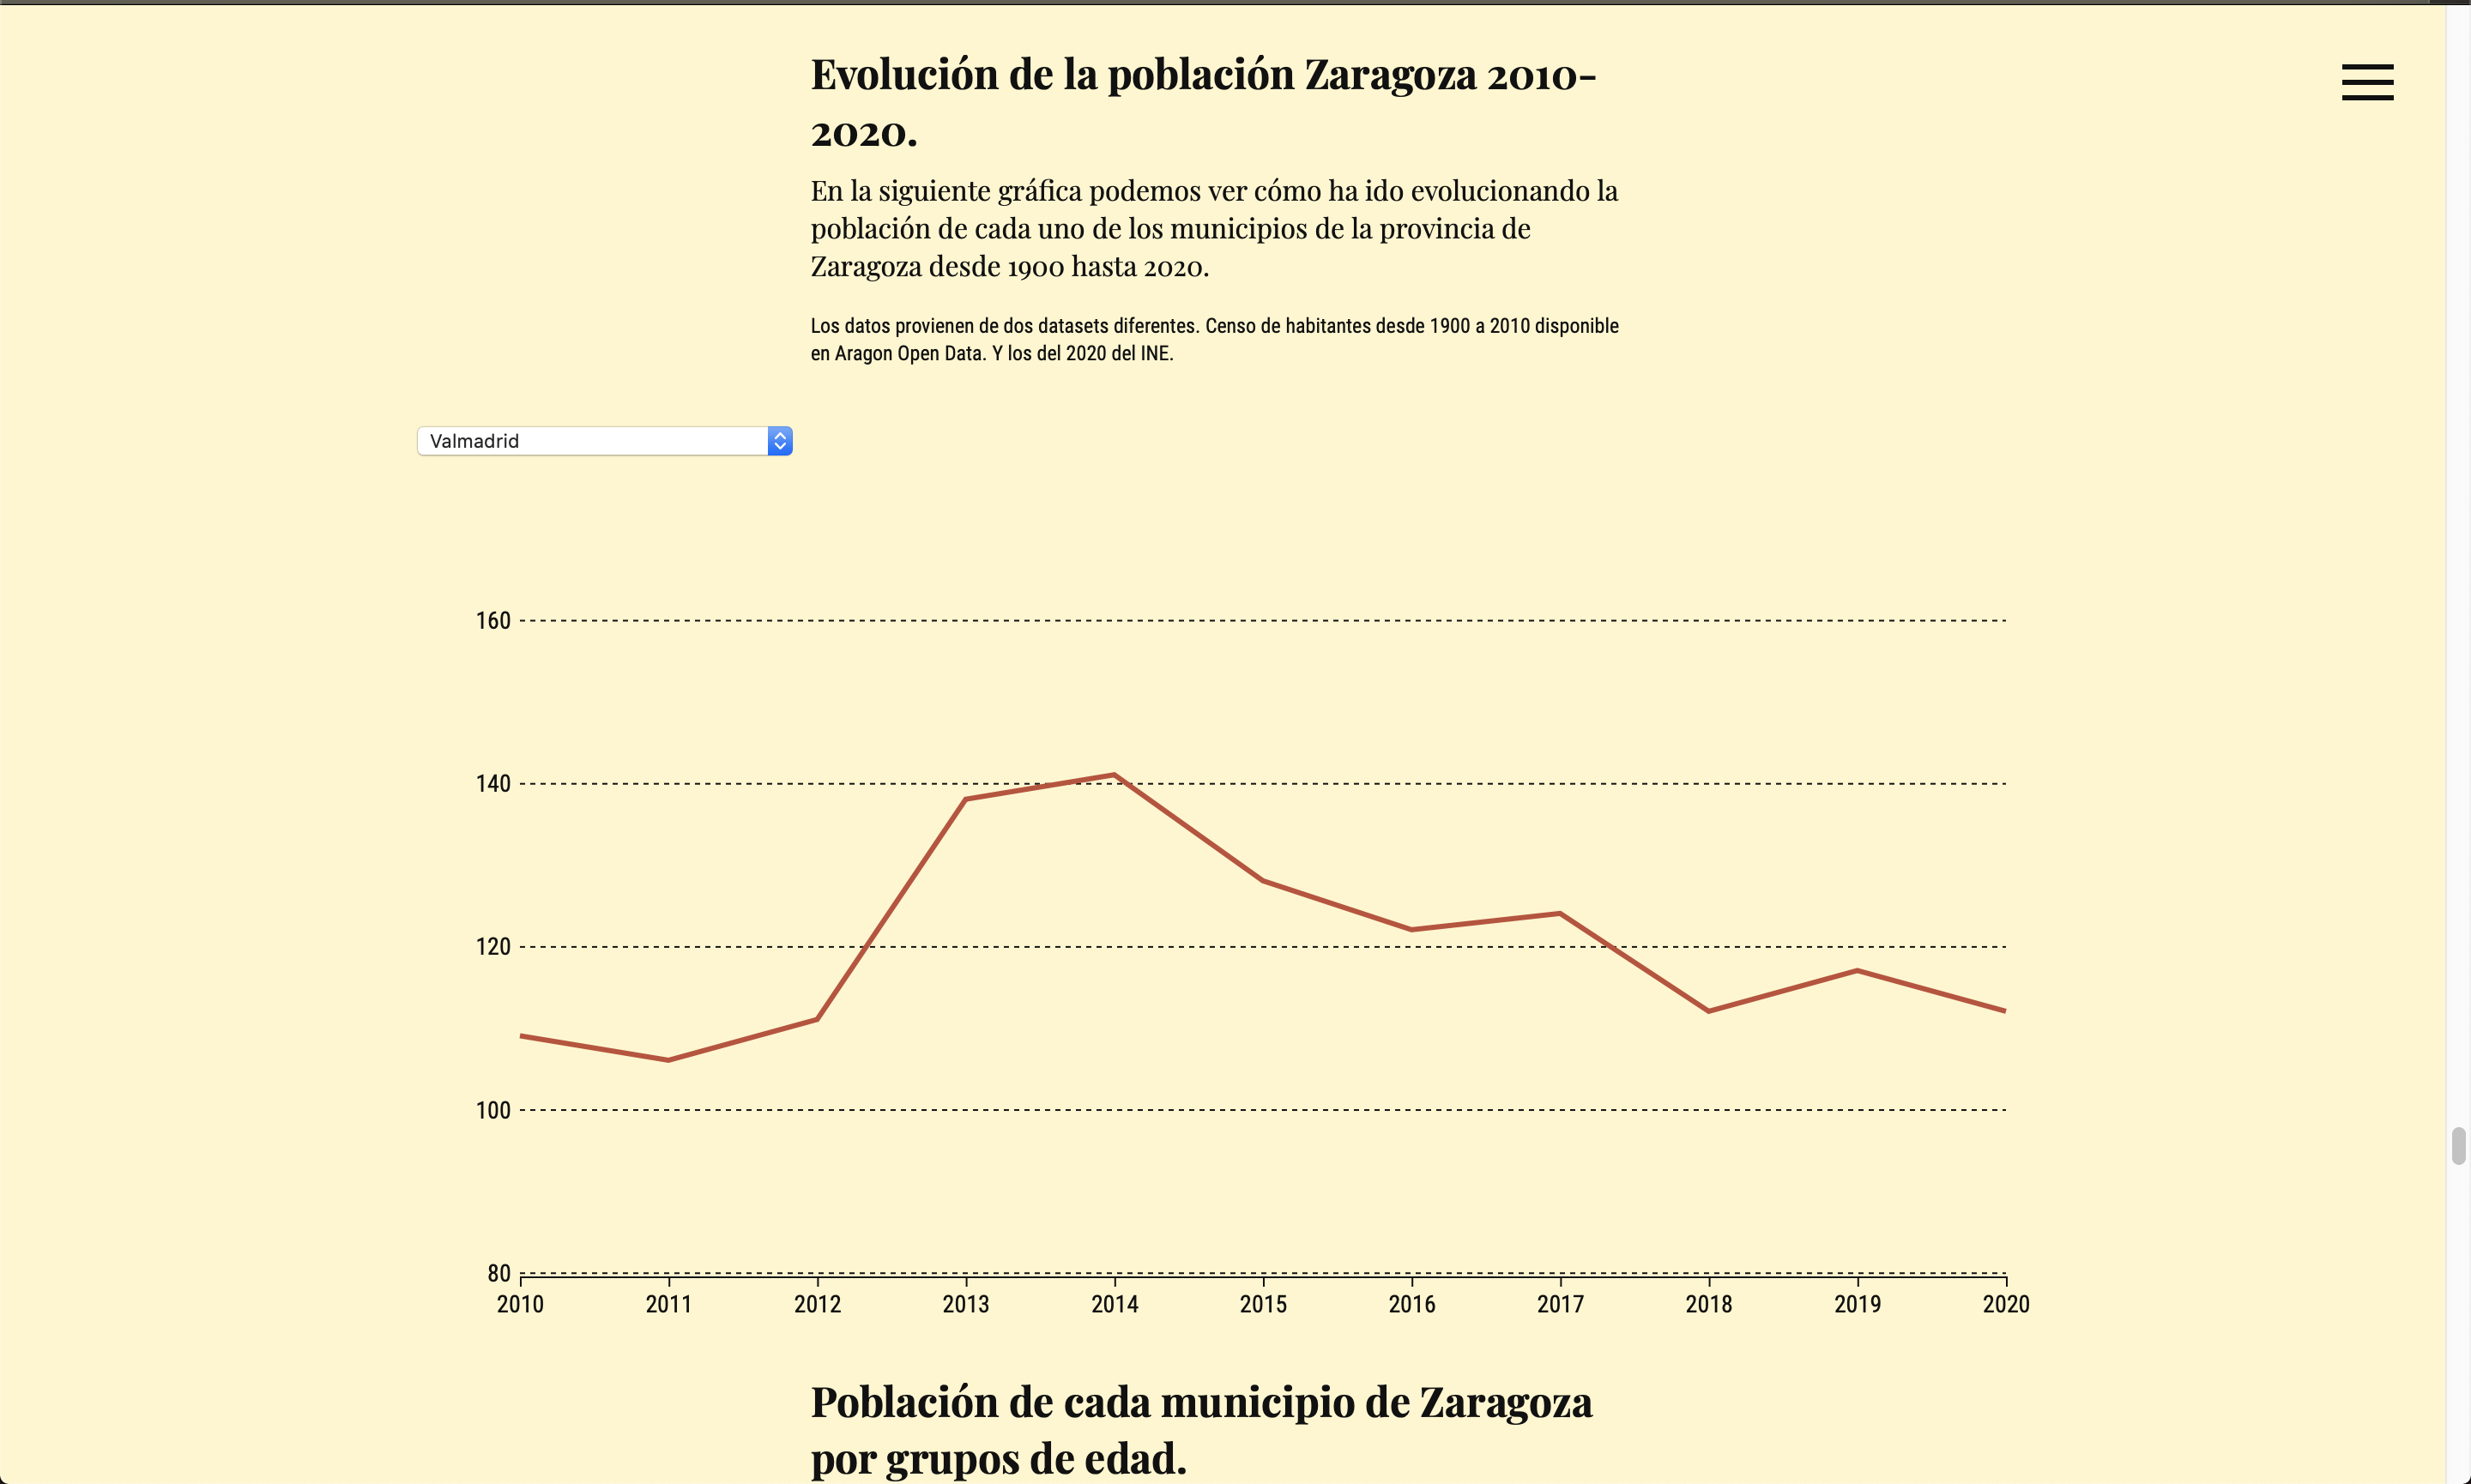 Evolución de la población Zaragoza 2010-
2020.
En la siguiente gráfica podemos ver cómo ha ido evolucionando la
población de cada uno de los municipios de la provincia de
Zaragoza desde 1900 hasta 2020.
Los datos provienen de dos datasets diferentes. Censo de habitantes desde 1900 a 2010 disponible
en Aragon Open Data. Y los del 2020 del INE.
Valmadrid
160
140
120
100
80
2010 2011 2012 2013 2014 2015 2016 2017 2018 2019 2020
Población de cada municipio de Zaragoza
por grupos de edad.